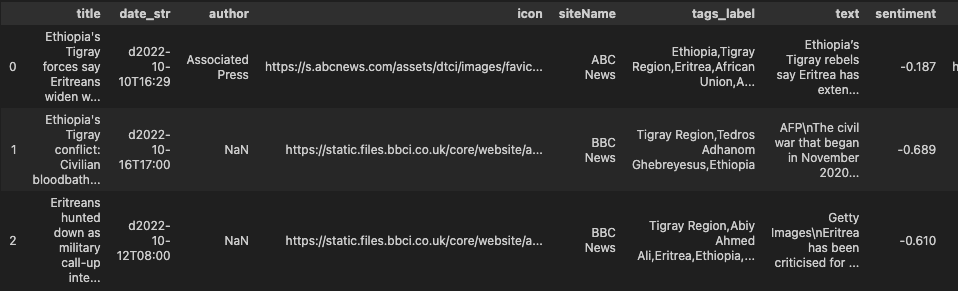 title date_str author icon siteName tags_label text sentiment
0 Ethiopia's Tigray forces say Eritreans widen w... d2022-10-10T16:29 Associated Press https://s.abcnews.com/assets/dtci/images/favic... ABC News Ethiopia,Tigray Region,Eritrea,African Union,A... Ethiopia’s Tigray rebels say Eritrea has exten... -0.187 h
1 Ethiopia's Tigray conflict: Civilian bloodbath... d2022-10-16T17:00 NaN https://static.files.bbci.co.uk/core/website/a... BBC News Tigray Region,Tedros Adhanom Ghebreyesus,Ethiopia AFP\nThe civil war that began in November 2020... -0.689
2 Eritreans hunted down as military call-up inte... d2022-10-12T08:00 NaN https://static.files.bbci.co.uk/core/website/a... BBC News Tigray Region,Abiy Ahmed Ali,Eritrea,Ethiopia,... Getty Images\nEritrea has been criticised for ... -0.610